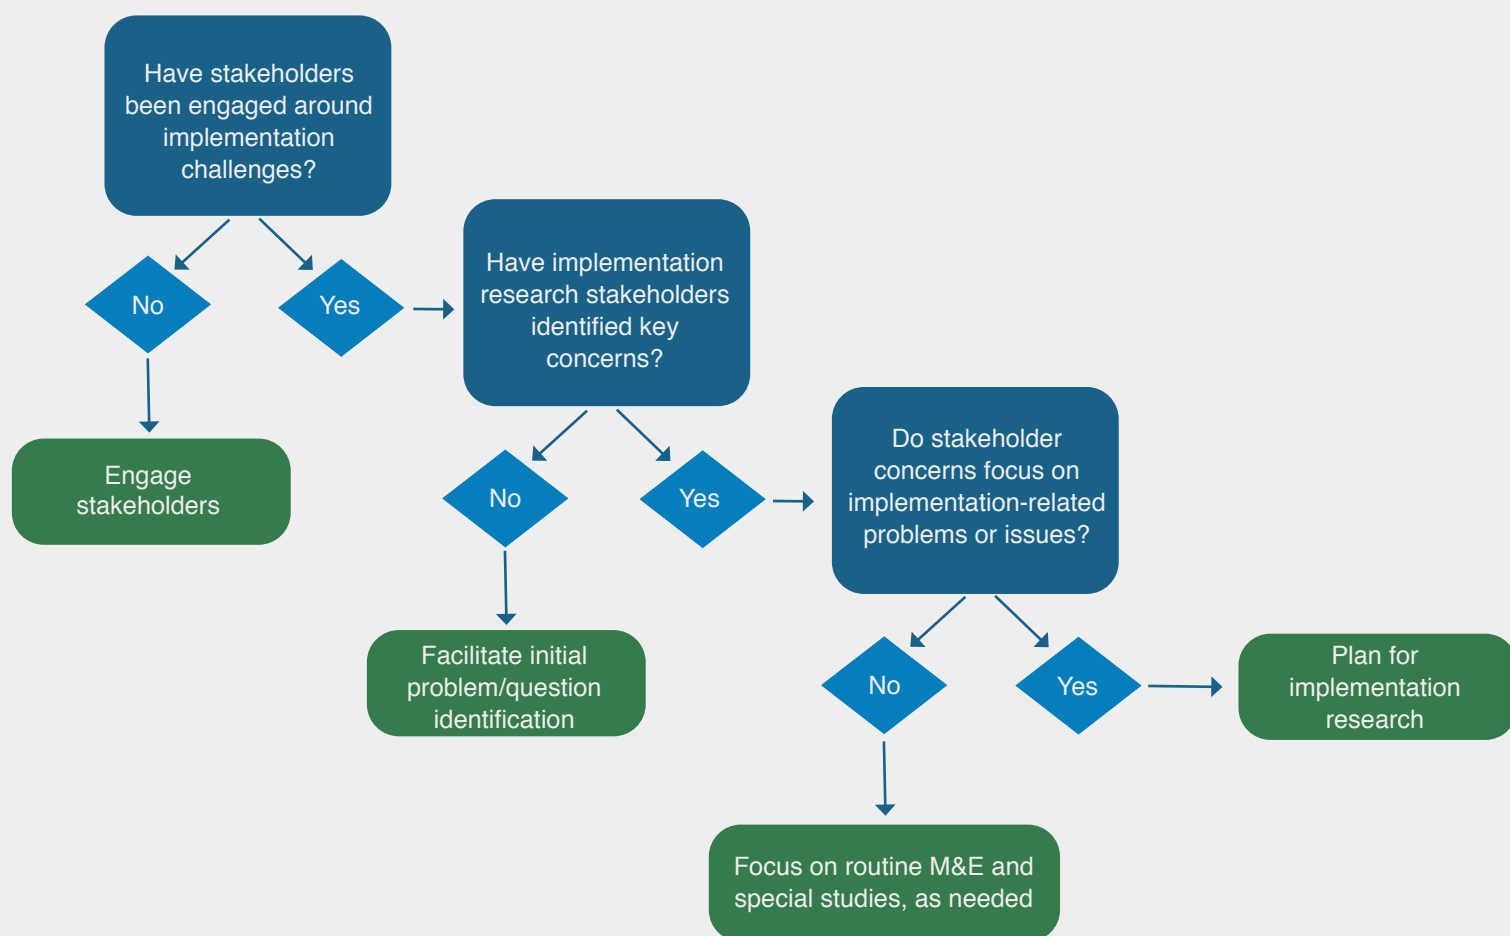 Have stakeholders
been engaged around
implementation
challenges?
No
Yes
Engage
stakeholders
Have implementation
research stakeholders
identified key
concerns?
No
Yes
Facilitate initial
problem/question
identification
Do stakeholder
concerns focus on
implementation-related
problems or issues?
No
Yes
Plan for
implementation
research
Focus on routine M&E and
special studies, as needed